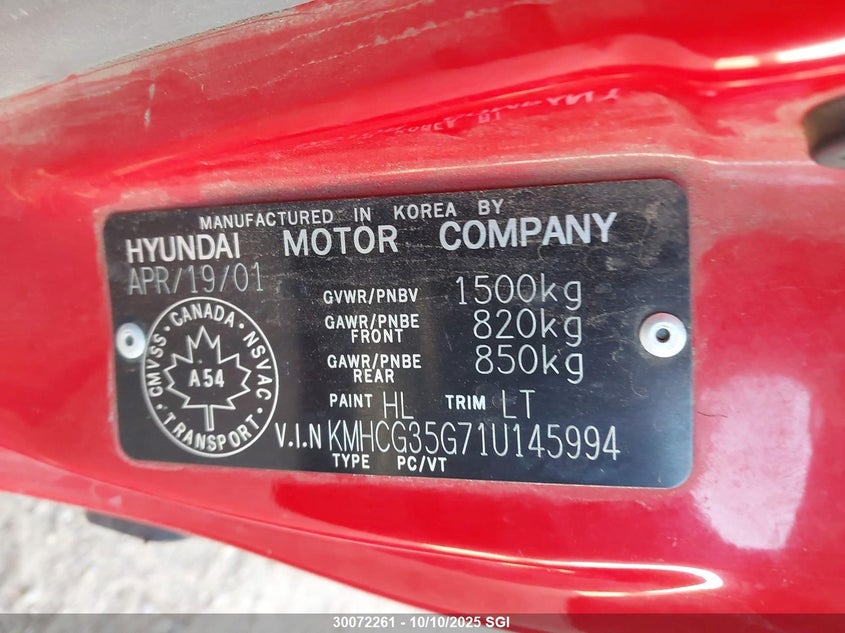 MANUFACTURED IN KOREA BY
HYUNDAI MOTOR COMPANY
APR/19/01
GVWR/PNBV 1500kg
GAWR/PNBE FRONT 820kg
GAWR/PNBE REAR 850kg
CMVSS · CANADA · NSVAC
A54
· TRANSPORT ·
PAINT HL TRIM LT
V.I.N KMHCG35G71U145994
TYPE PC/VT
30072261 - 10/10/2025 SGI